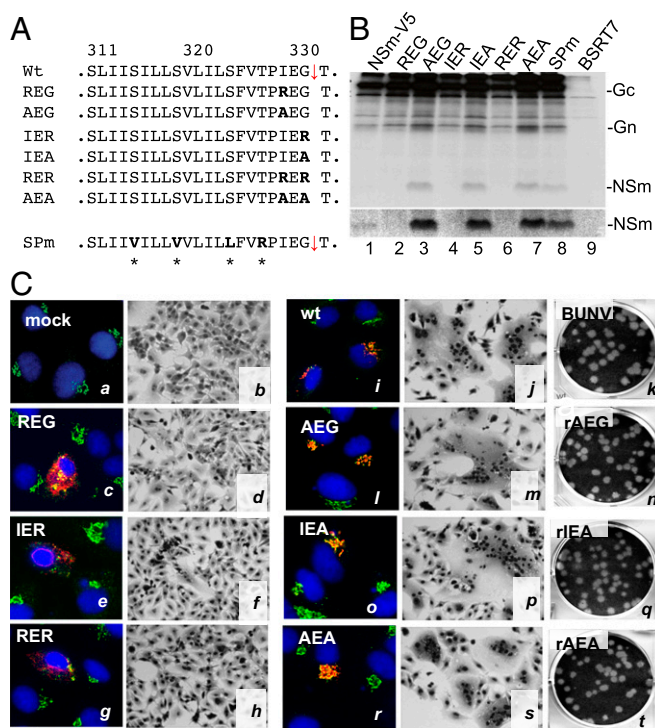 A
311 320 330
Wt .SLIISILLSVLILSFVTPIEG↓T.
REG .SLIISILLSVLILSFVTPREG T.
AEG .SLIISILLSVLILSFVTPAEG T.
IER .SLIISILLSVLILSFVTPIER T.
IEA .SLIISILLSVLILSFVTPIEA T.
RER .SLIISILLSVLILSFVTPRER T.
AEA .SLIISILLSVLILSFVTPAEA T.
SPm .SLIIVILLVVLILLFVRPIEG↓T.
* * * *
B
NSm-V5 REG AEG IER IEA RER AEA SPm BSRT7
-Gc
-Gn
-NSm
-NSm
1 2 3 4 5 6 7 8 9
C
mock a b
REG c d
IER e f
RER g h
wt i j BUNV k
AEG l m rAEG n
IEA o p rIEA q
AEA r s rAEA t